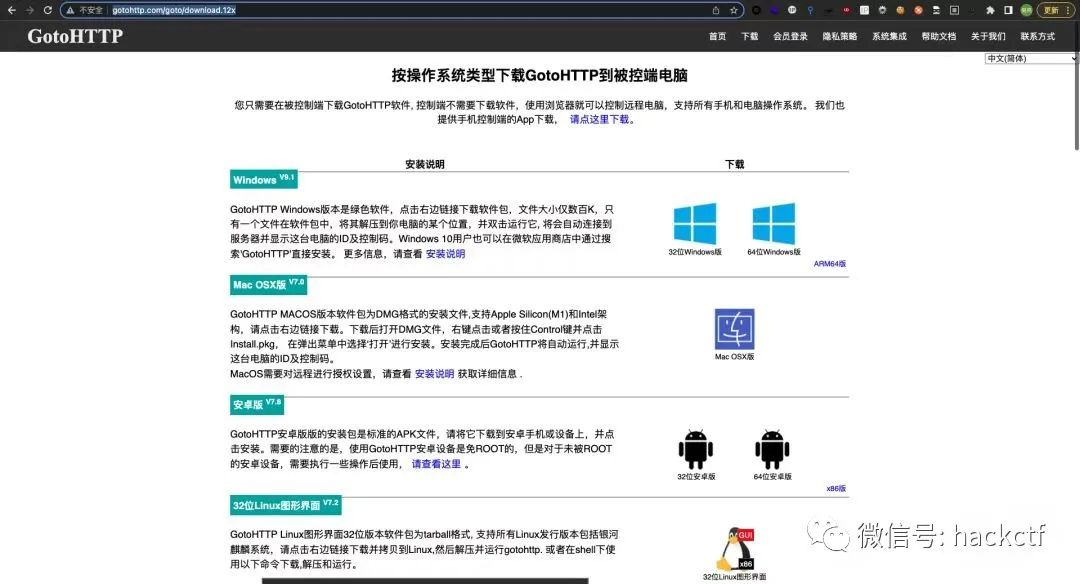 不安全 gotohttp.com/goto/download.12x
更新
GotoHTTP
首页 下载 会员登录 隐私策略 系统集成 帮助文档 关于我们 联系方式
中文(简体)
按操作系统类型下载GotoHTTP到被控端电脑
您只需要在被控制端下载GotoHTTP软件, 控制端不需要下载软件，使用浏览器就可以控制远程电脑，支持所有手机和电脑操作系统。 我们也
提供手机控制端的App下载， 请点这里下载。
安装说明 下载
Windows V9.1
GotoHTTP Windows版本是绿色软件，点击右边链接下载软件包，文件大小仅数百K，只
有一个文件在软件包中，将其解压到你电脑的某个位置，并双击运行它, 将会自动连接到
服务器并显示这台电脑的ID及控制码。Windows 10用户也可以在微软应用商店中通过搜
索'GotoHTTP'直接安装。 更多信息，请查看 安装说明
32位Windows版 64位Windows版
ARM64版
Mac OSX版 V7.0
GotoHTTP MACOS版本软件包为DMG格式的安装文件,支持Apple Silicon(M1)和Intel架
构，请点击右边链接下载。下载后打开DMG文件，右键点击或者按住Control键并点击
Install.pkg， 在弹出菜单中选择'打开'进行安装。安装完成后GotoHTTP将自动运行,并显示
这台电脑的ID及控制码。
MacOS需要对远程进行授权设置，请查看 安装说明 获取详细信息 .
Mac OSX版
安卓版 V7.8
GotoHTTP安卓版版的安装包是标准的APK文件，请将它下载到安卓手机或设备上，并点
击安装。需要的注意的是，使用GotoHTTP安卓设备是免ROOT的，但是对于未被ROOT
的安卓设备，需要执行一些操作后使用， 请查看这里 。
32位安卓版 64位安卓版
x86版
32位Linux图形界面 V7.2
GotoHTTP Linux图形界面32位版本软件包为tarball格式, 支持所有Linux发行版本包括银河
麒麟系统，请点击右边链接下载并拷贝到Linux,然后解压并运行gotohttp. 或者在shell下使
用以下命令下载,解压和运行。
GUI
x86
32位Linux图形界面
微信号: hackctf